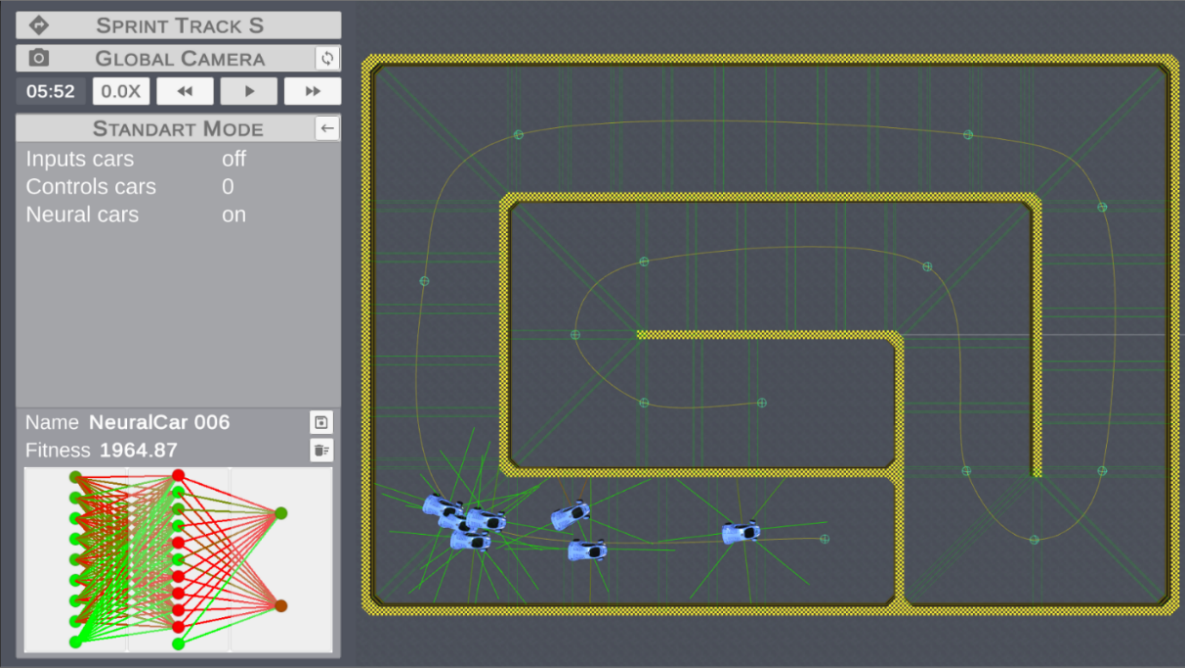 SPRINT TRACK S
GLOBAL CAMERA
05:52 0.0X
STANDART MODE
Inputs cars off
Controls cars 0
Neural cars on
Name NeuralCar 006
Fitness 1964.87